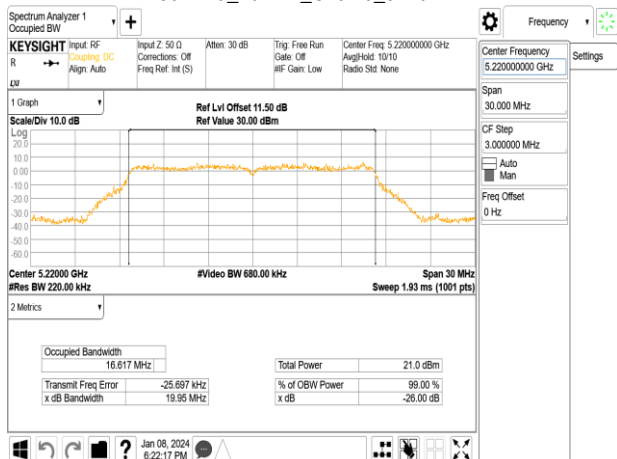 Spectrum Analyzer 1
Occupied BW
Frequency
KEYSIGHT
R
LXI
Input: RF
Coupling: DC
Align: Auto
Input Z: 50 Ω
Corrections: Off
Freq Ref: Int (S)
Atten: 30 dB
Trig: Free Run
Gate: Off
#IF Gain: Low
Center Freq: 5.220000000 GHz
Avg|Hold: 10/10
Radio Std: None
Center Frequency
5.220000000 GHz
Settings
Span
30.000 MHz
CF Step
3.000000 MHz
Auto
Man
Freq Offset
0 Hz
1 Graph
Scale/Div 10.0 dB
Ref Lvl Offset 11.50 dB
Ref Value 30.00 dBm
Log
20.0
10.0
0.00
-10.0
-20.0
-30.0
-40.0
-50.0
-60.0
Center 5.22000 GHz
#Res BW 220.00 kHz
#Video BW 680.00 kHz
Span 30 MHz
Sweep 1.93 ms (1001 pts)
2 Metrics
Occupied Bandwidth
16.617 MHz
Total Power 21.0 dBm
Transmit Freq Error -25.697 kHz
% of OBW Power 99.00 %
x dB Bandwidth 19.95 MHz
x dB -26.00 dB
Jan 08, 2024
6:22:17 PM